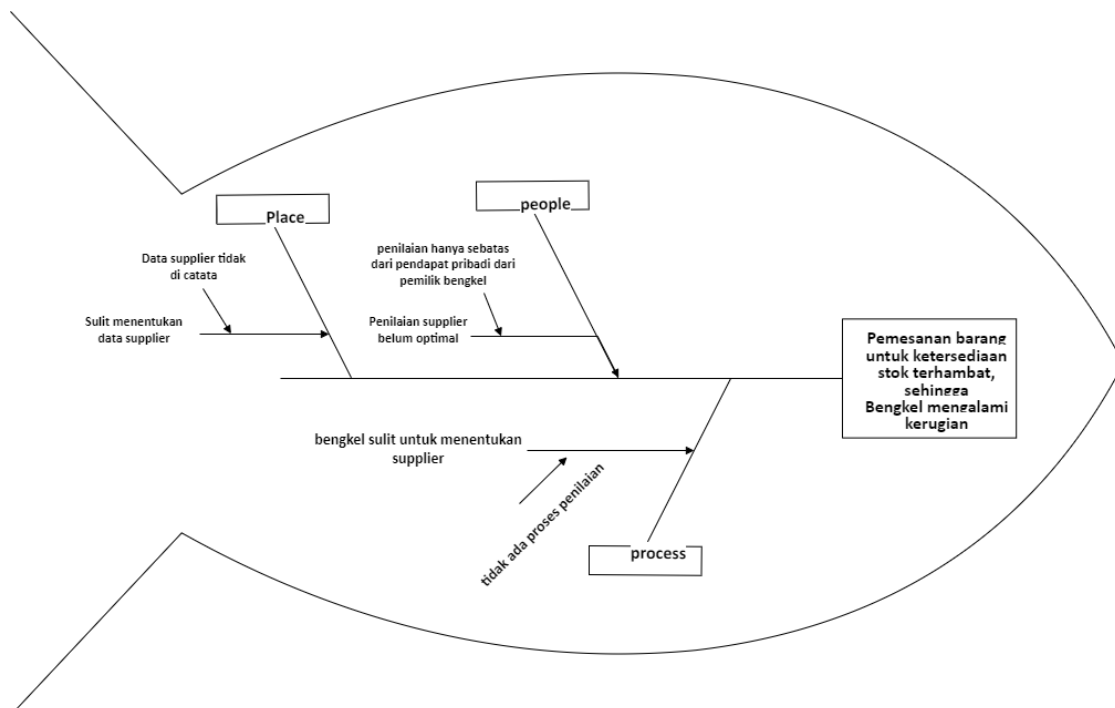 Place
people
Data supplier tidak
di catata
penilaian hanya sebatas
dari pendapat pribadi dari
pemilik bengkel
Sulit menentukan
data supplier
Penilaian supplier
belum optimal
Pemesanan barang
untuk ketersediaan
stok terhambat,
sehingga
Bengkel mengalami
kerugian
bengkel sulit untuk menentukan
supplier
tidak ada proses penilaian
process